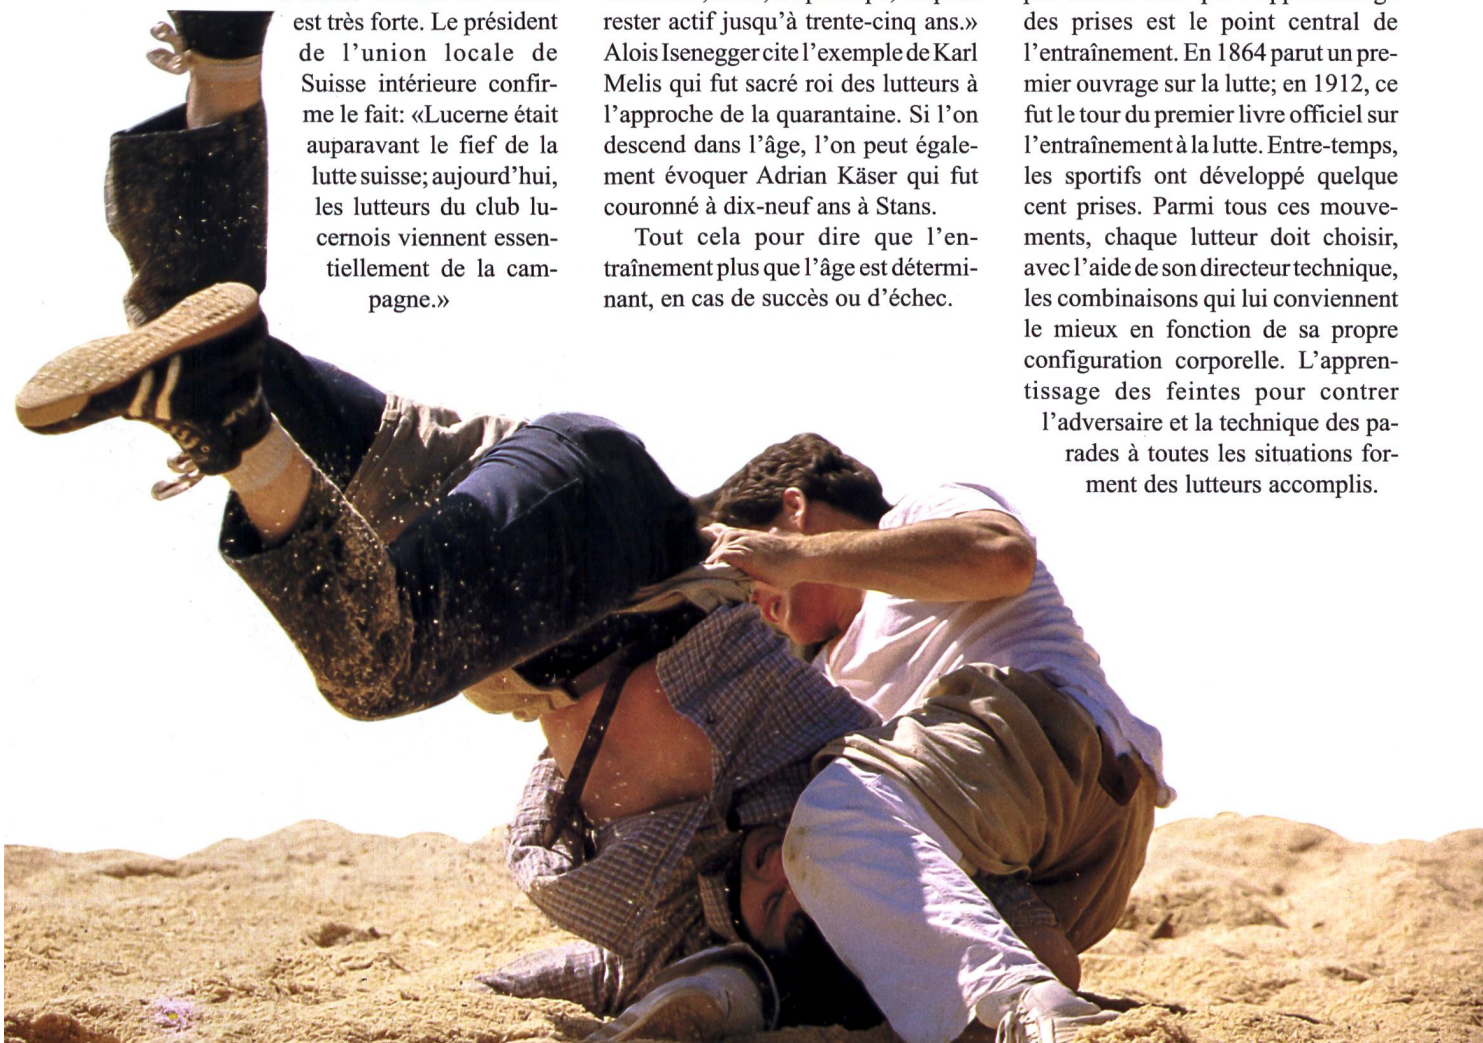 est très forte. Le président
de l'union locale de
Suisse intérieure confir-
me le fait: «Lucerne était
auparavant le fief de la
lutte suisse; aujourd'hui,
les lutteurs du club lu-
cernois viennent essen-
tiellement de la cam-
pagne.»
rester actif jusqu'à trente-cinq ans.»
Alois Isenegger cite l'exemple de Karl
Melis qui fut sacré roi des lutteurs à
l'approche de la quarantaine. Si l'on
descend dans l'âge, l'on peut égale-
ment évoquer Adrian Käser qui fut
couronné à dix-neuf ans à Stans.
Tout cela pour dire que l'en-
traînement plus que l'âge est détermi-
nant, en cas de succès ou d'échec.
des prises est le point central de
l'entraînement. En 1864 parut un pre-
mier ouvrage sur la lutte; en 1912, ce
fut le tour du premier livre officiel sur
l'entraînement à la lutte. Entre-temps,
les sportifs ont développé quelque
cent prises. Parmi tous ces mouve-
ments, chaque lutteur doit choisir,
avec l'aide de son directeur technique,
les combinaisons qui lui conviennent
le mieux en fonction de sa propre
configuration corporelle. L'appren-
tissage des feintes pour contrer
l'adversaire et la technique des pa-
rades à toutes les situations for-
ment des lutteurs accomplis.